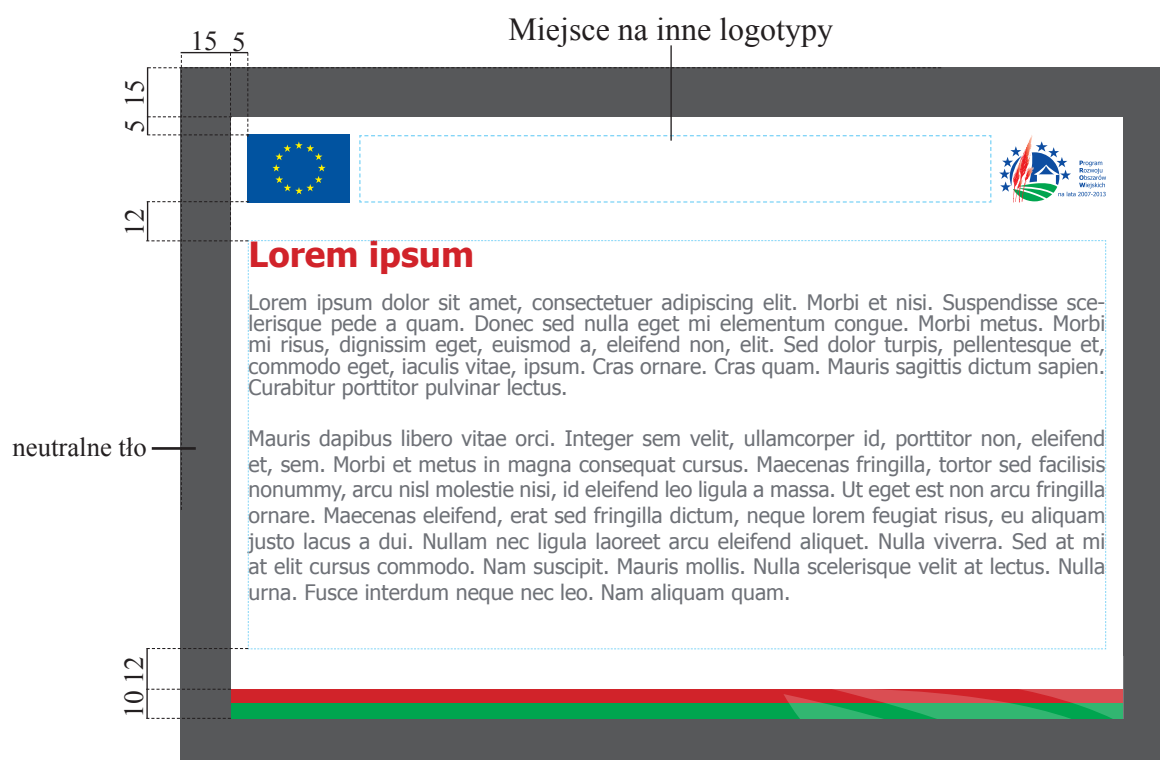 Miejsce na inne logotypy
15 5
15
5
12
Program
Rozwoju
Obszarów
Wiejskich
na lata 2007-2013
Lorem ipsum
Lorem ipsum dolor sit amet, consectetuer adipiscing elit. Morbi et nisi. Suspendisse sce-
lerisque pede a quam. Donec sed nulla eget mi elementum congue. Morbi metus. Morbi
mi risus, dignissim eget, euismod a, eleifend non, elit. Sed dolor turpis, pellentesque et,
commodo eget, iaculis vitae, ipsum. Cras ornare. Cras quam. Mauris sagittis dictum sapien.
Curabitur porttitor pulvinar lectus.
neutralne tło
Mauris dapibus libero vitae orci. Integer sem velit, ullamcorper id, porttitor non, eleifend
et, sem. Morbi et metus in magna consequat cursus. Maecenas fringilla, tortor sed facilisis
nonummy, arcu nisl molestie nisi, id eleifend leo ligula a massa. Ut eget est non arcu fringilla
ornare. Maecenas eleifend, erat sed fringilla dictum, neque lorem feugiat risus, eu aliquam
justo lacus a dui. Nullam nec ligula laoreet arcu eleifend aliquet. Nulla viverra. Sed at mi
at elit cursus commodo. Nam suscipit. Mauris mollis. Nulla scelerisque velit at lectus. Nulla
urna. Fusce interdum neque nec leo. Nam aliquam quam.
12
10